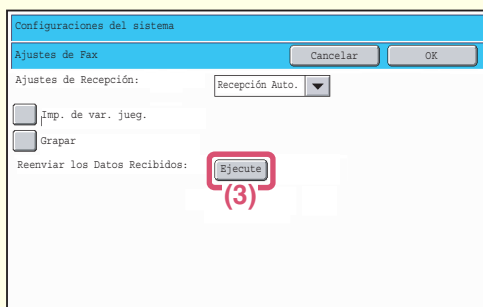 Configuraciones del sistema
Ajustes de Fax Cancelar OK
Ajustes de Recepción: Recepción Auto.
Imp. de var. jueg.
Grapar
Reenviar los Datos Recibidos: Ejecute
(3)